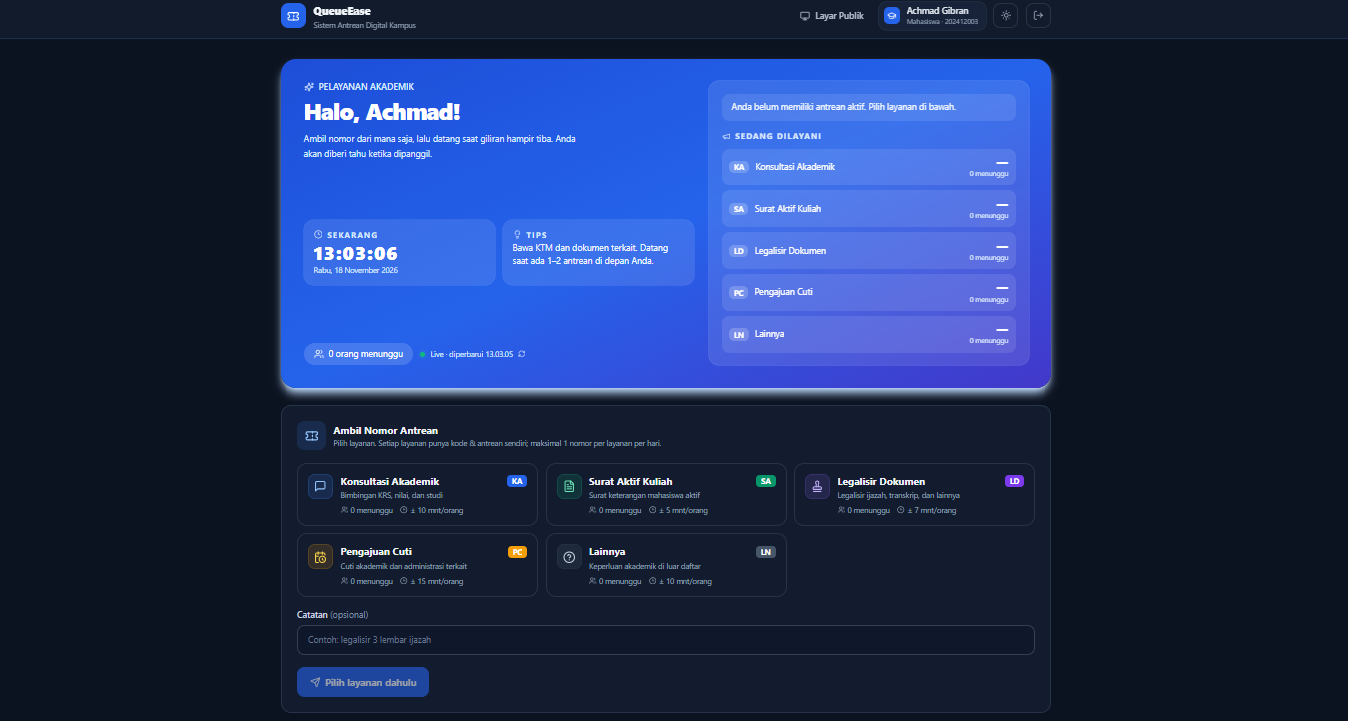 QueueEase
Sistem Antrean Digital Kampus
Layar Publik
Achmad Gibran
Mahasiswa · 202412003
PELAYANAN AKADEMIK
Halo, Achmad!
Ambil nomor dari mana saja, lalu datang saat giliran hampir tiba. Anda
akan diberi tahu ketika dipanggil.
SEKARANG
13:03:06
Rabu, 18 November 2026
TIPS
Bawa KTM dan dokumen terkait. Datang
saat ada 1–2 antrean di depan Anda.
0 orang menunggu
Live · diperbarui 13.03.05
Anda belum memiliki antrean aktif. Pilih layanan di bawah.
SEDANG DILAYANI
KA Konsultasi Akademik —
0 menunggu
SA Surat Aktif Kuliah —
0 menunggu
LD Legalisir Dokumen —
0 menunggu
PC Pengajuan Cuti —
0 menunggu
LN Lainnya —
0 menunggu
Ambil Nomor Antrean
Pilih layanan. Setiap layanan punya kode & antrean sendiri; maksimal 1 nomor per layanan per hari.
Konsultasi Akademik KA
Bimbingan KRS, nilai, dan studi
0 menunggu ± 10 mnt/orang
Surat Aktif Kuliah SA
Surat keterangan mahasiswa aktif
0 menunggu ± 5 mnt/orang
Legalisir Dokumen LD
Legalisir ijazah, transkrip, dan lainnya
0 menunggu ± 7 mnt/orang
Pengajuan Cuti PC
Cuti akademik dan administrasi terkait
0 menunggu ± 15 mnt/orang
Lainnya LN
Keperluan akademik di luar daftar
0 menunggu ± 10 mnt/orang
Catatan (opsional)
Contoh: legalisir 3 lembar ijazah
Pilih layanan dahulu